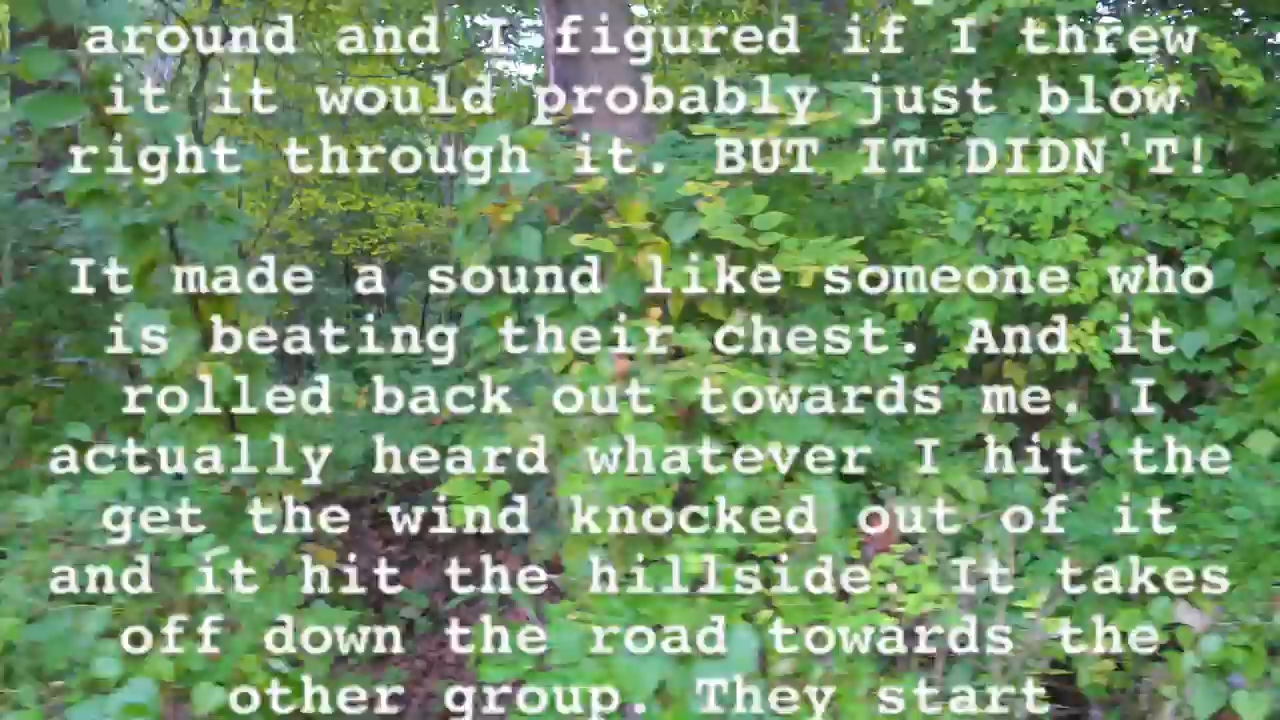 around and I figured if I threw
it it would probably just blow
right through it. BUT IT DIDN'T!
It made a sound like someone who
is beating their chest. And it
rolled back out towards me. I
actually heard whatever I hit the
get the wind knocked out of it
and it hit the hillside. It takes
off down the road towards the
other group. They start